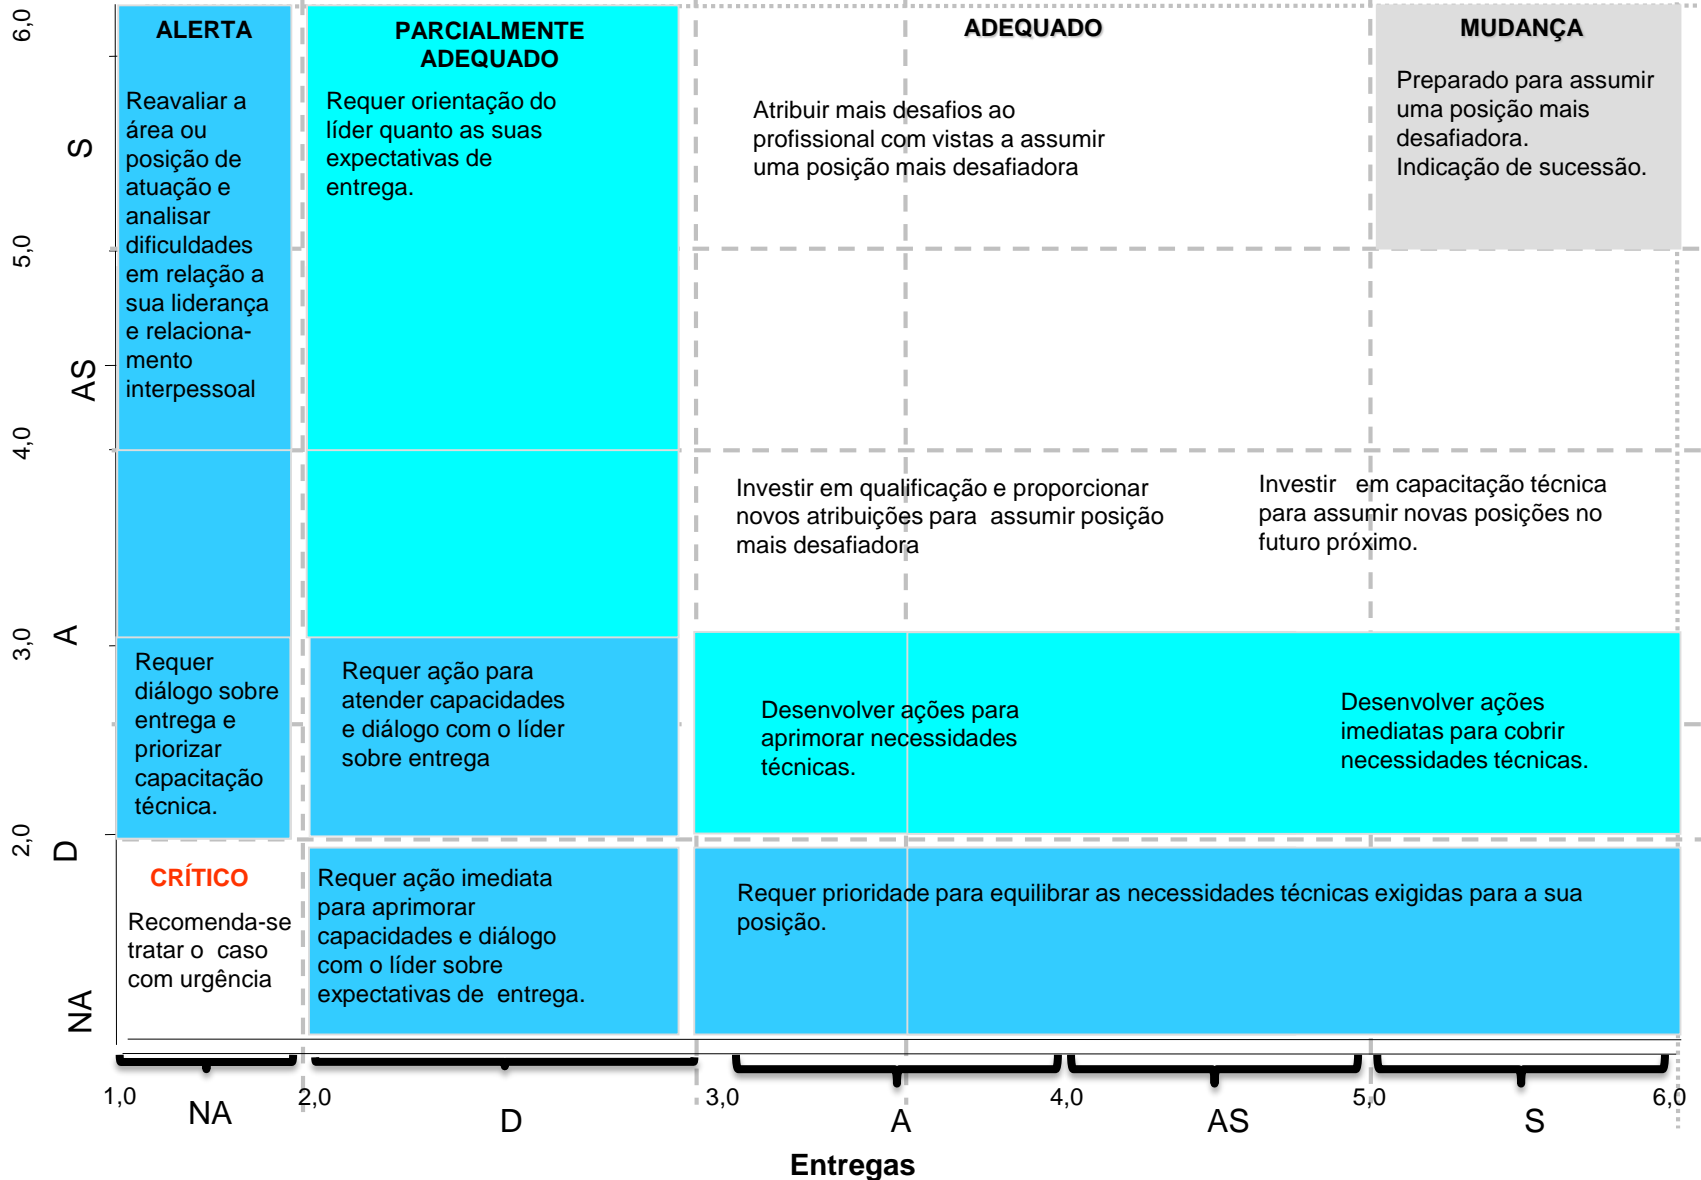 6,0
S
5,0
AS
4,0
A
3,0
D
2,0
NA
ALERTA
Reavaliar a
área ou
posição de
atuação e
analisar
dificuldades
em relação a
sua liderança
e relaciona-
mento
interpessoal
PARCIALMENTE
ADEQUADO
Requer orientação do
líder quanto as suas
expectativas de
entrega.
ADEQUADO
Atribuir mais desafios ao
profissional com vistas a assumir
uma posição mais desafiadora
MUDANÇA
Preparado para assumir
uma posição mais
desafiadora.
Indicação de sucessão.
Investir em qualificação e proporcionar
novos atribuições para  assumir posição
mais desafiadora
Investir   em capacitação técnica
para assumir novas posições no
futuro próximo.
Requer
diálogo sobre
entrega e
priorizar
capacitação
técnica.
Requer ação para
atender capacidades
e diálogo com o líder
sobre entrega
Desenvolver ações para
aprimorar necessidades
técnicas.
Desenvolver ações
imediatas para cobrir
necessidades técnicas.
CRÍTICO
Recomenda-se
tratar o  caso
com urgência
Requer ação imediata
para aprimorar
capacidades e diálogo
com o líder sobre
expectativas de  entrega.
Requer prioridade para equilibrar as necessidades técnicas exigidas para a sua
posição.
1,0
NA
2,0
D
3,0
A
4,0
AS
5,0
S
6,0
Entregas